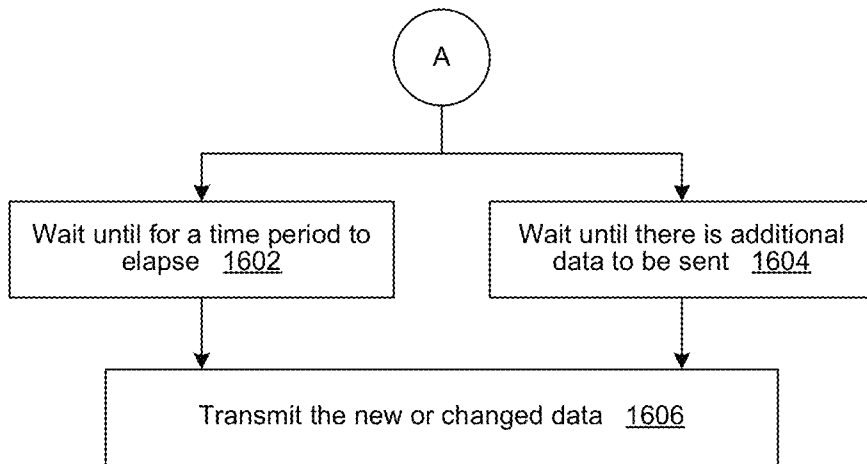 A
Wait until for a time period to
elapse 1602
Wait until there is additional
data to be sent 1604
Transmit the new or changed data 1606